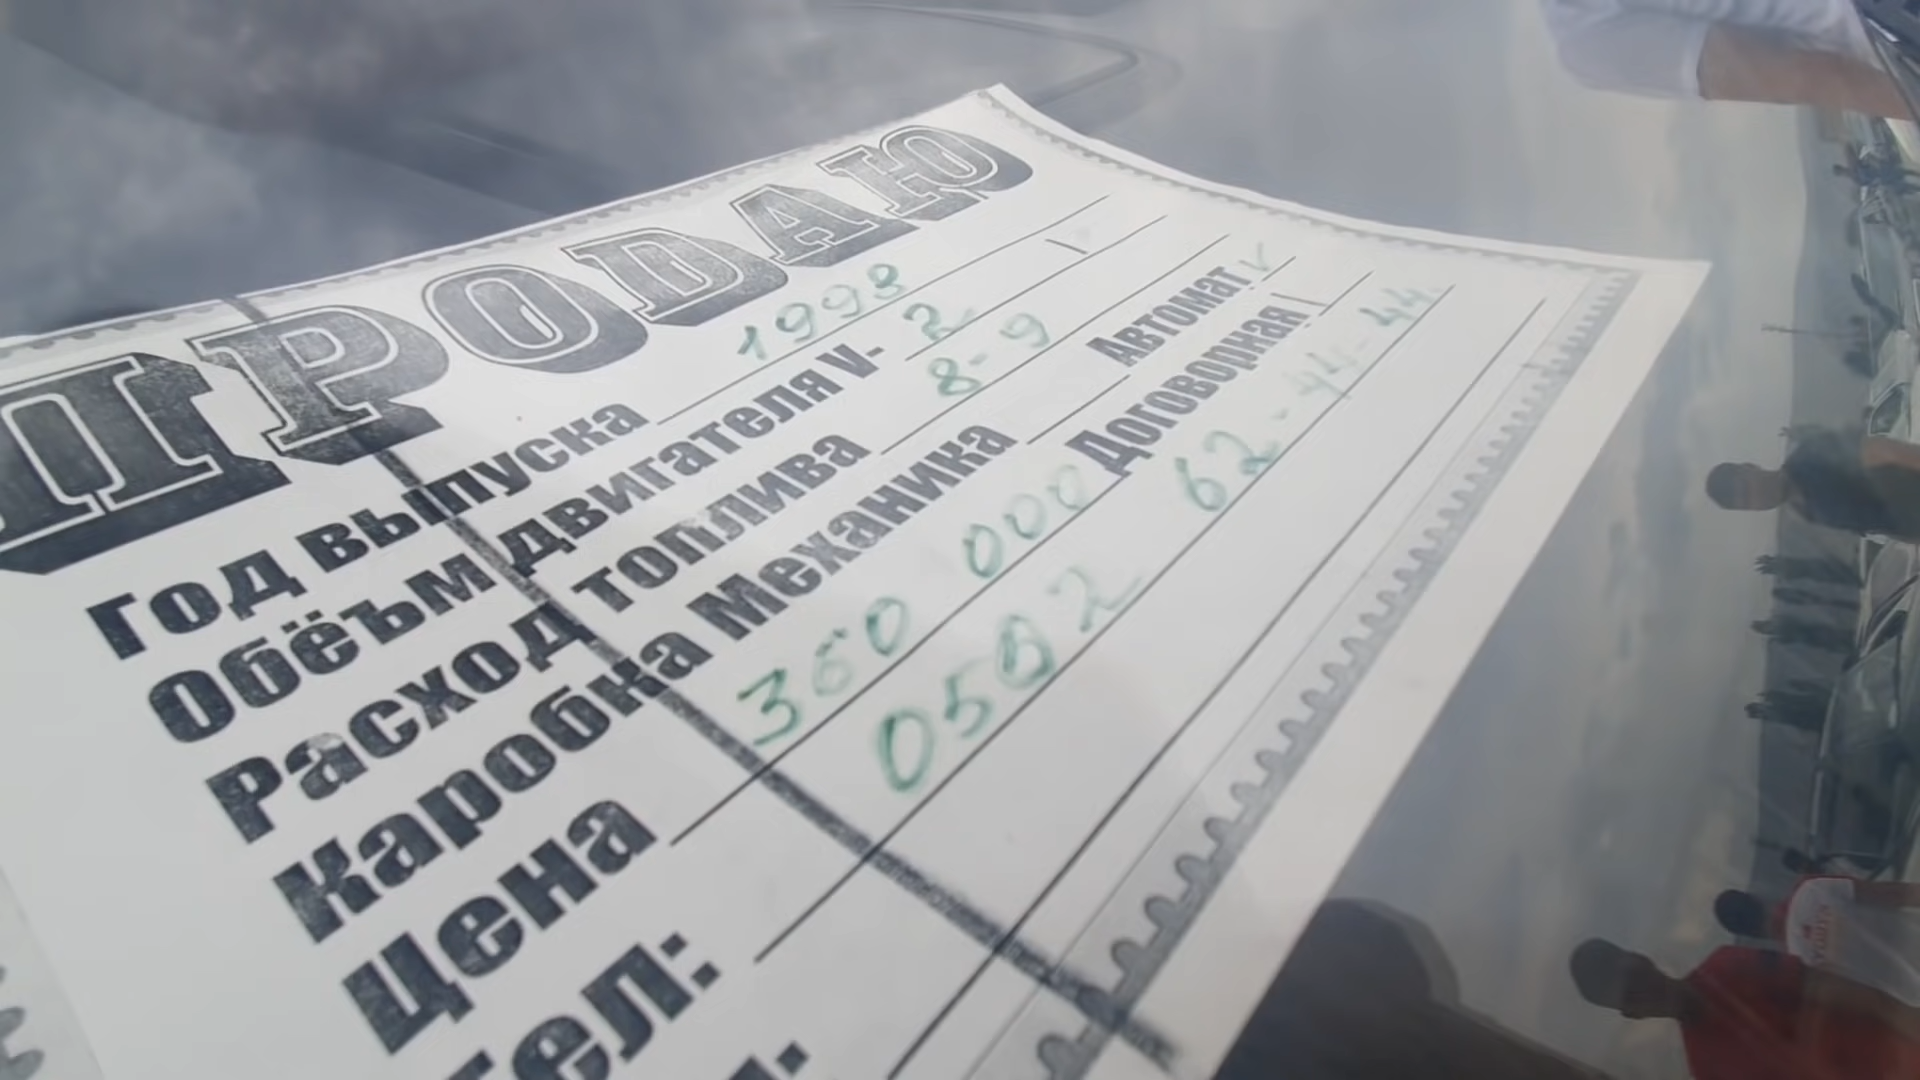 ПРОДАЮ
Год выпуска 1998
Объём двигателя V- 2
Расход топлива 8-9
Каробка механика Автомат v
Цена 360 000 Договорная
Тел: 0502 62-44-44